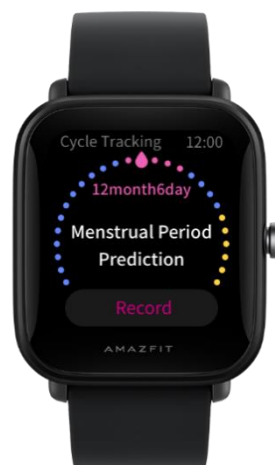 Cycle Tracking 12:00
12month6day
Menstrual Period
Prediction
Record
AMAZFIT